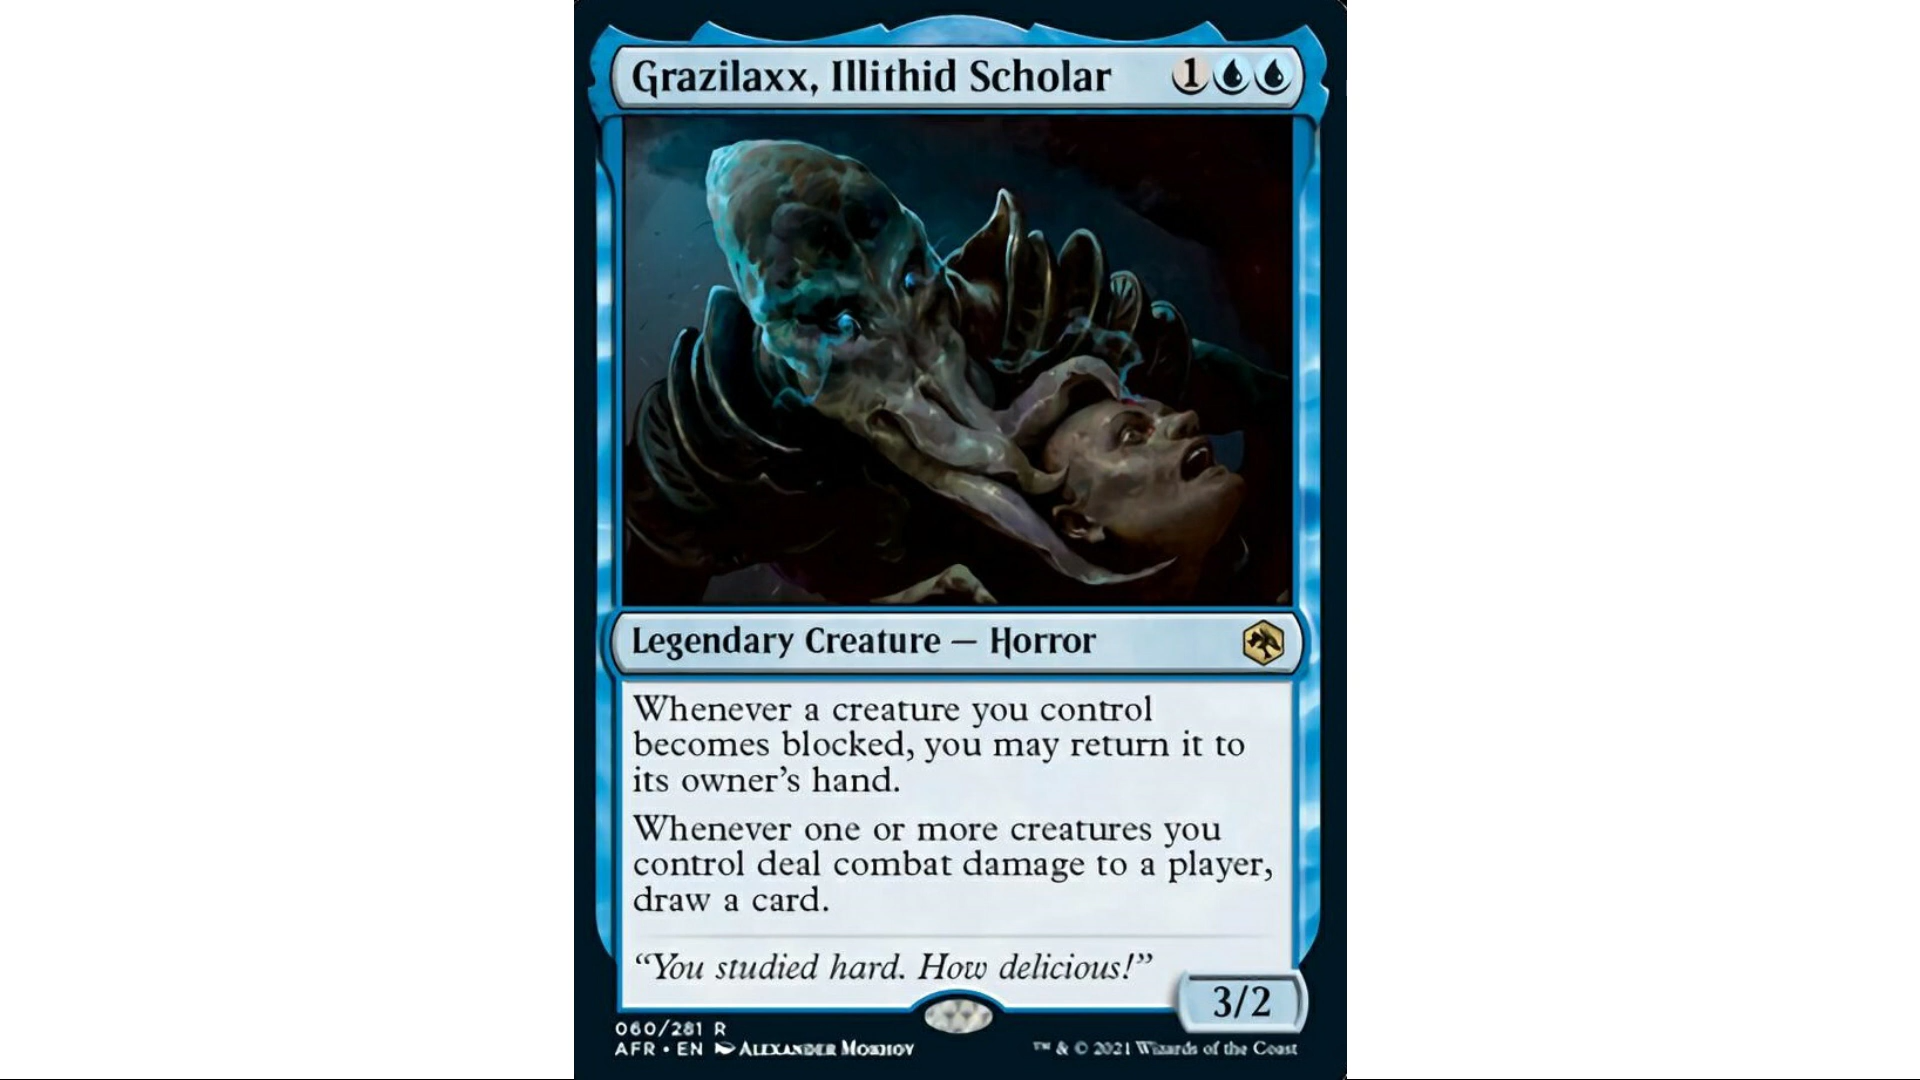 Grazilaxx, Illithid Scholar 1
Legendary Creature — Horror
Whenever a creature you control
becomes blocked, you may return it to
its owner's hand.
Whenever one or more creatures you
control deal combat damage to a player,
draw a card.
"You studied hard. How delicious!"
3/2
060/281 R
AFR • EN Alexander Mokhov
™ & © 2021 Wizards of the Coast